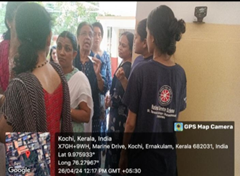 GPS Map Camera
Kochi, Kerala, India
X7GH+9WH, Marine Drive, Kochi, Ernakulam, Kerala 682031, India
Lat 9.975933°
Long 76.27967°
26/04/24 12:17 PM GMT +05:30
Google